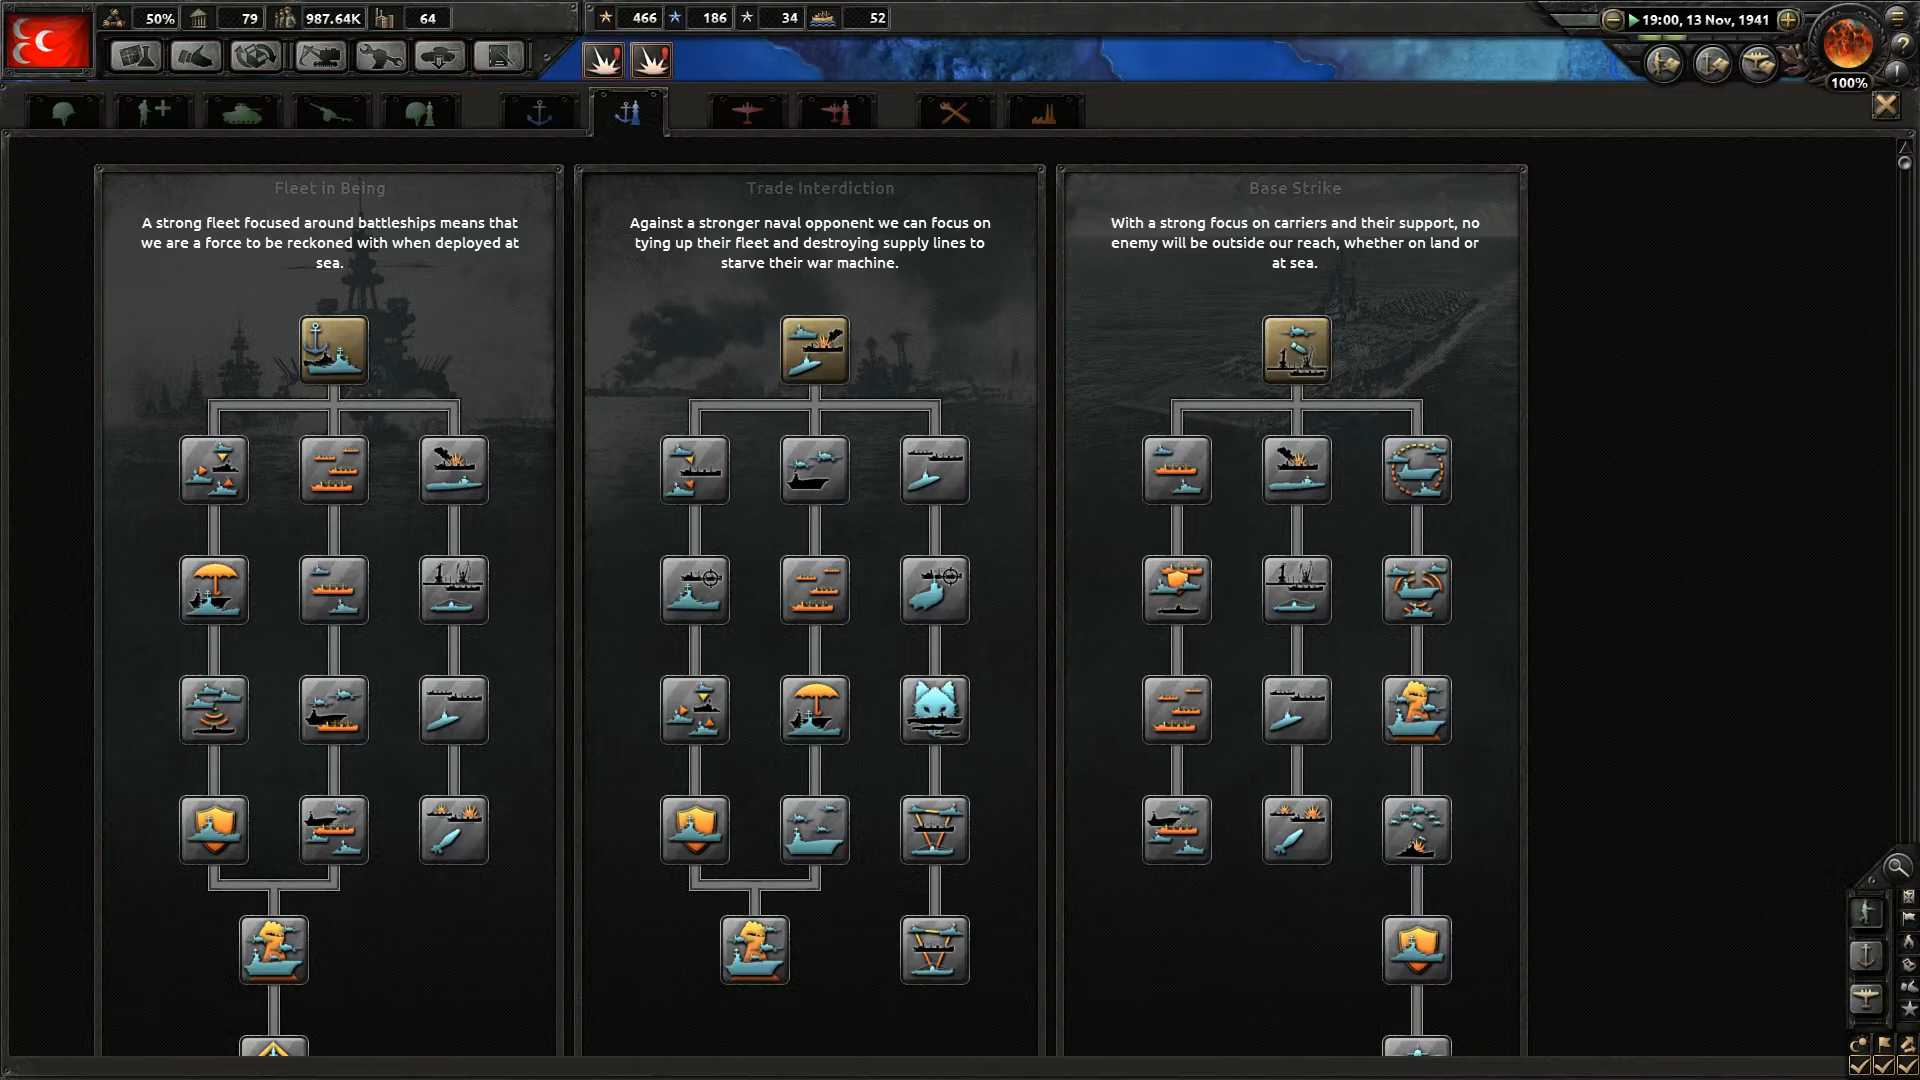 50%
79
987.64K
64
466
186
34
52
19:00, 13 Nov, 1941
100%
Fleet in Being
A strong fleet focused around battleships means that
we are a force to be reckoned with when deployed at
sea.
Trade Interdiction
Against a stronger naval opponent we can focus on
tying up their fleet and destroying supply lines to
starve their war machine.
Base Strike
With a strong focus on carriers and their support, no
enemy will be outside our reach, whether on land or
at sea.